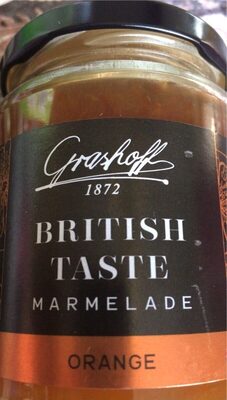 Grashoff
1872
BRITISH
TASTE
MARMELADE
ORANGE